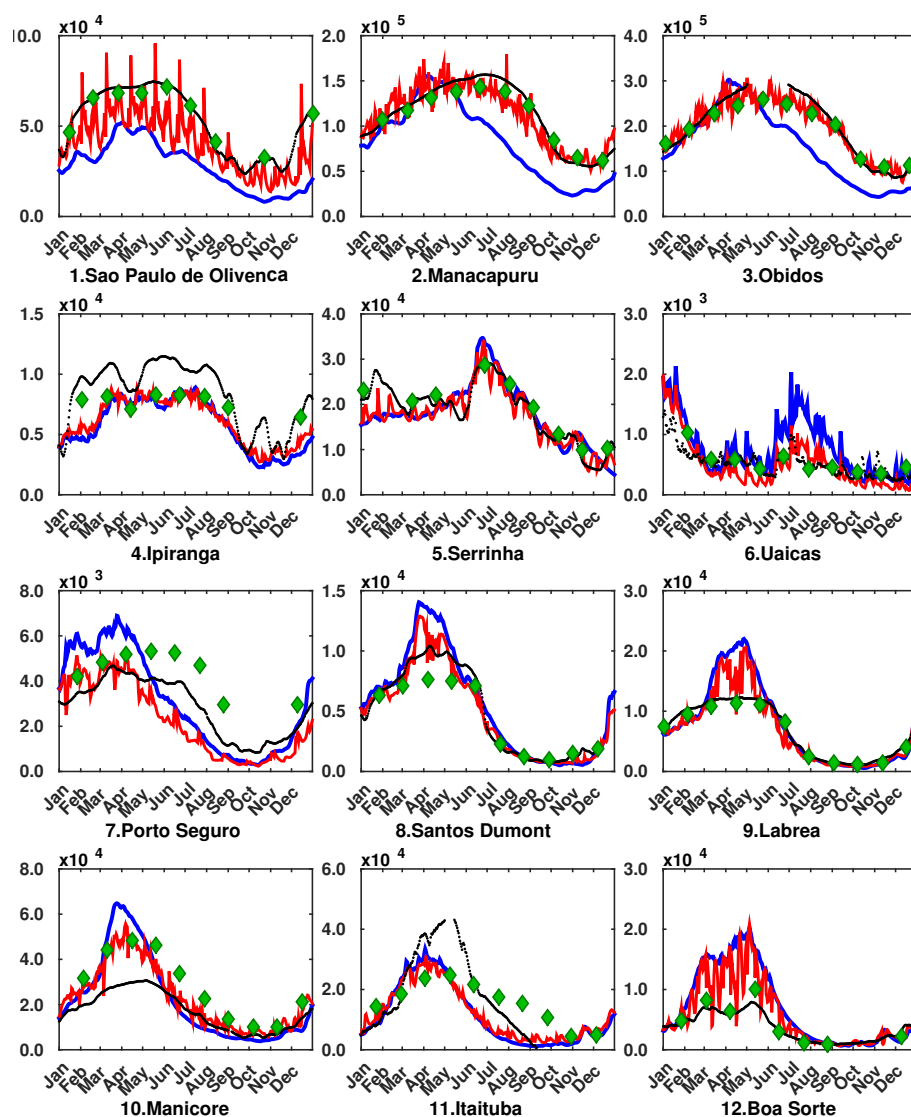 x10 4 x10 5 x10 5
10.0 2.0 4.0
1.5 3.0
5.0 1.0 2.0
0.5 1.0
0.0 0.0 0.0
Jan Feb Mar Apr May Jun Jul Aug Sep Oct Nov Dec Jan Feb Mar Apr May Jun Jul Aug Sep Oct Nov Dec Jan Feb Mar Apr May Jun Jul Aug Sep Oct Nov Dec
1.Sao Paulo de Olivença 2.Manacapuru 3.Obidos
x10 4 x10 4 x10 3
1.5 4.0 3.0
1.0 3.0 2.0
2.0
0.5 1.0 1.0
0.0 0.0 0.0
Jan Feb Mar Apr May Jun Jul Aug Sep Oct Nov Dec Jan Feb Mar Apr May Jun Jul Aug Sep Oct Nov Dec Jan Feb Mar Apr May Jun Jul Aug Sep Oct Nov Dec
4.Ipiranga 5.Serrinha 6.Uaicas
x10 3 x10 4 x10 4
8.0 1.5 3.0
6.0 1.0 2.0
4.0
2.0 0.5 1.0
0.0 0.0 0.0
Jan Feb Mar Apr May Jun Jul Aug Sep Oct Nov Dec Jan Feb Mar Apr May Jun Jul Aug Sep Oct Nov Dec Jan Feb Mar Apr May Jun Jul Aug Sep Oct Nov Dec
7.Porto Seguro 8.Santos Dumont 9.Labrea
x10 4 x10 4 x10 4
8.0 6.0 3.0
6.0 4.0 2.0
4.0
2.0 2.0 1.0
0.0 0.0 0.0
Jan Feb Mar Apr May Jun Jul Aug Sep Oct Nov Dec Jan Feb Mar Apr May Jun Jul Aug Sep Oct Nov Dec Jan Feb Mar Apr May Jun Jul Aug Sep Oct Nov Dec
10.Manicore 11.Itaituba 12.Boa Sorte